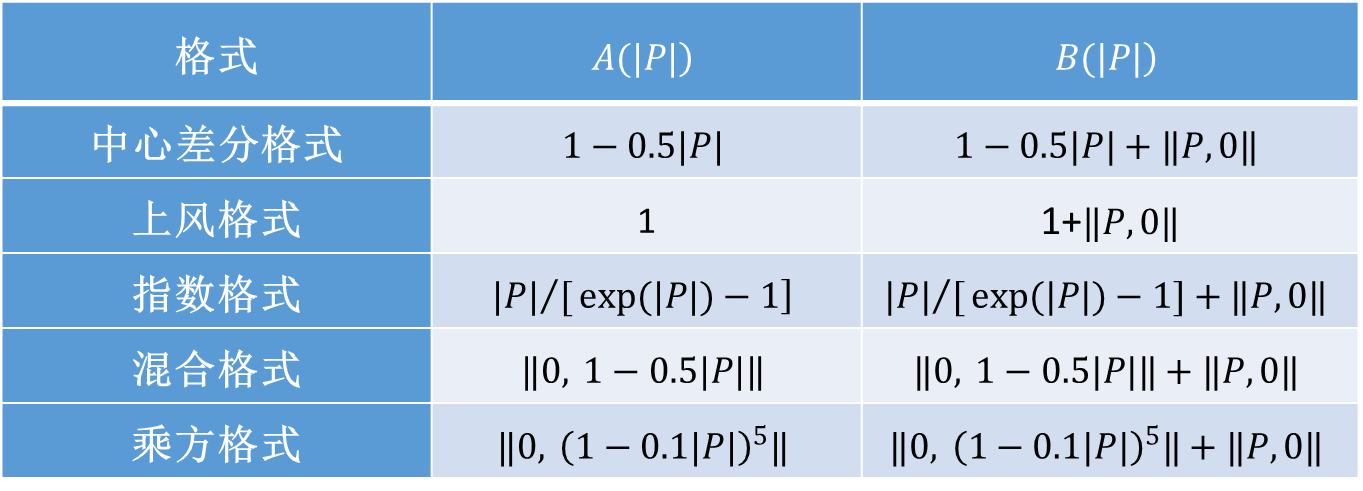 格式 A(|P|) B(|P|)
中心差分格式 1 − 0.5|P| 1 − 0.5|P| + ‖P, 0‖
上风格式 1 1+‖P, 0‖
指数格式 |P|/[exp(|P|) − 1] |P|/[exp(|P|) − 1] + ‖P, 0‖
混合格式 ‖0, 1 − 0.5|P|‖ ‖0, 1 − 0.5|P|‖ + ‖P, 0‖
乘方格式 ‖0, (1 − 0.1|P|)⁵‖ ‖0, (1 − 0.1|P|)⁵‖ + ‖P, 0‖